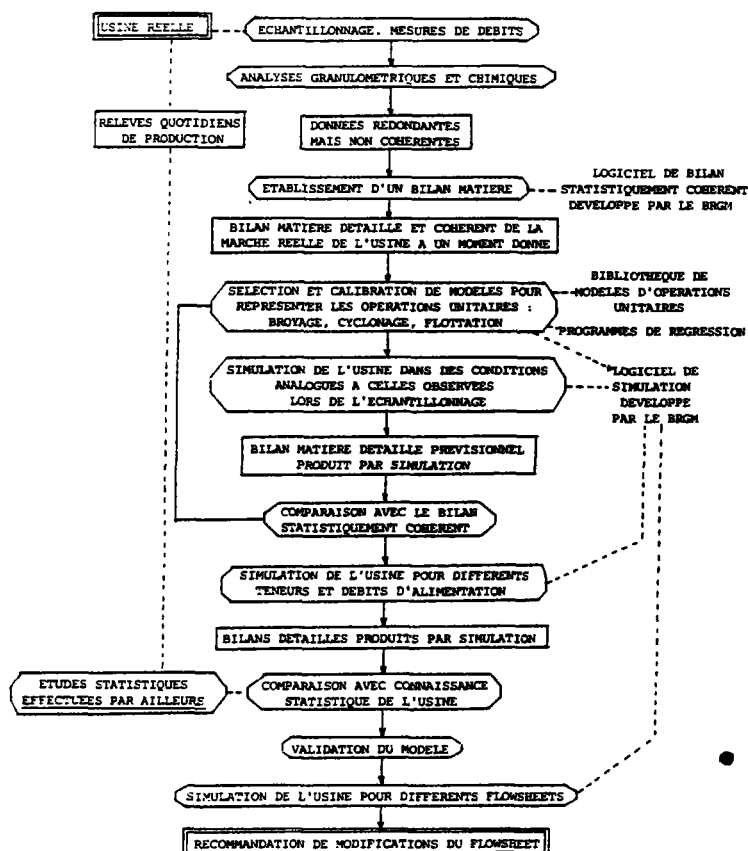 USINE REELLE
ECHANTILLONNAGE. MESURES DE DEBITS
ANALYSES GRANULOMETRIQUES ET CHIMIQUES
RELEVES QUOTIDIENS
DE PRODUCTION
DONNEES REDONDANTES
MAIS NON COHERENTES
ETABLISSEMENT D'UN BILAN MATIERE
LOGICIEL DE BILAN
STATISTIQUEMENT COHERENT
DEVELOPPE PAR LE BRGM
BILAN MATIERE DETAILLE ET COHERENT DE LA
MARCHE REELLE DE L'USINE A UN MOMENT DONNE
SELECTION ET CALIBRATION DE MODELES POUR
REPRESENTER LES OPERATIONS UNITAIRES :
BROYAGE, CYCLONAGE, FLOTTATION
BIBLIOTHEQUE DE
MODELES D'OPERATIONS
UNITAIRES
PROGRAMMES DE REGRESSION
SIMULATION DE L'USINE DANS DES CONDITIONS
ANALOGUES A CELLES OBSERVEES
LORS DE L'ECHANTILLONNAGE
LOGICIEL DE
SIMULATION
DEVELOPPE
PAR LE BRGM
BILAN MATIERE DETAILLE PREVISIONNEL
PRODUIT PAR SIMULATION
COMPARAISON AVEC LE BILAN
STATISTIQUEMENT COHERENT
SIMULATION DE L'USINE POUR DIFFERENTS
TENEURS ET DEBITS D'ALIMENTATION
BILANS DETAILLES PRODUITS PAR SIMULATION
ETUDES STATISTIQUES
EFFECTUEES PAR AILLEURS
COMPARAISON AVEC CONNAISSANCE
STATISTIQUE DE L'USINE
VALIDATION DU MODELE
SIMULATION DE L'USINE POUR DIFFERENTS FLOWSHEETS
RECOMMANDATION DE MODIFICATIONS DU FLOWSHEET